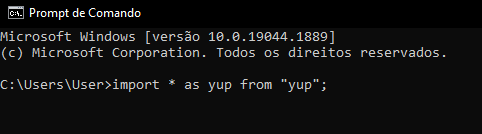 Prompt de Comando
Microsoft Windows [versão 10.0.19044.1889]
(c) Microsoft Corporation. Todos os direitos reservados.
C:\Users\User>import * as yup from "yup";